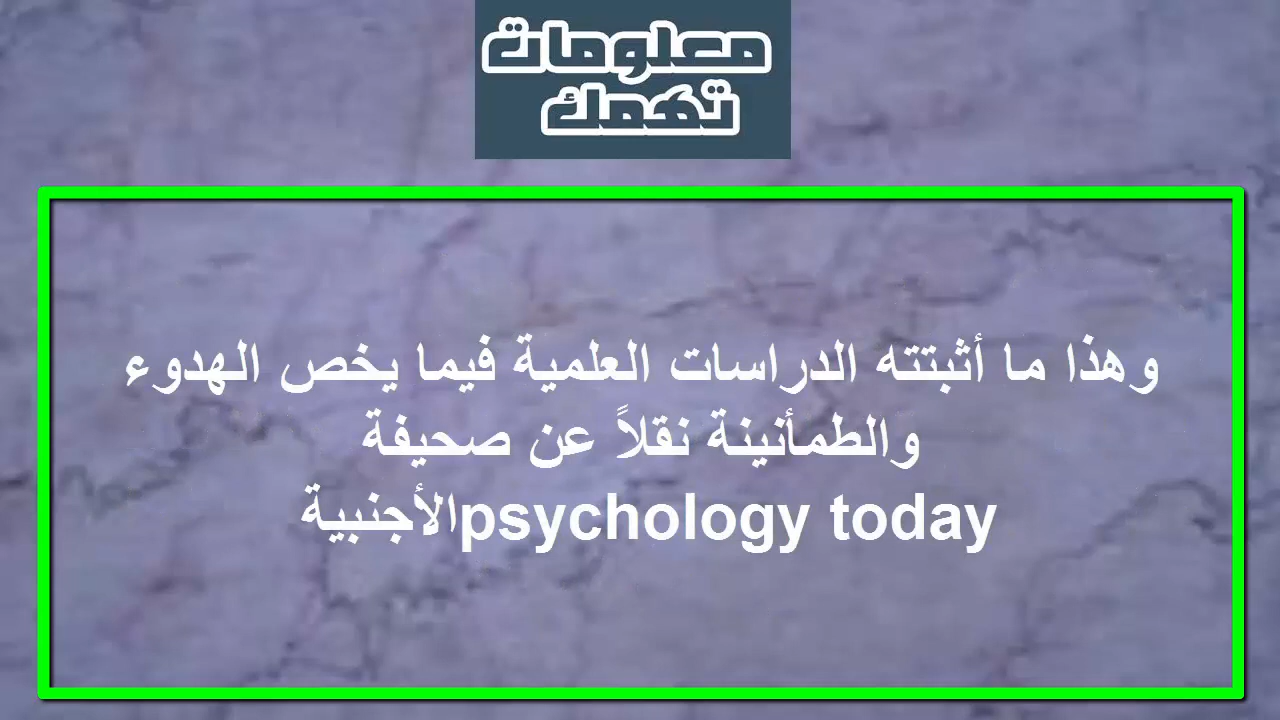 معلومات
تهمك
وهذا ما أثبتته الدراسات العلمية فيما يخص الهدوء
والطمأنينة نقلاً عن صحيفة
psychology todayالأجنبية